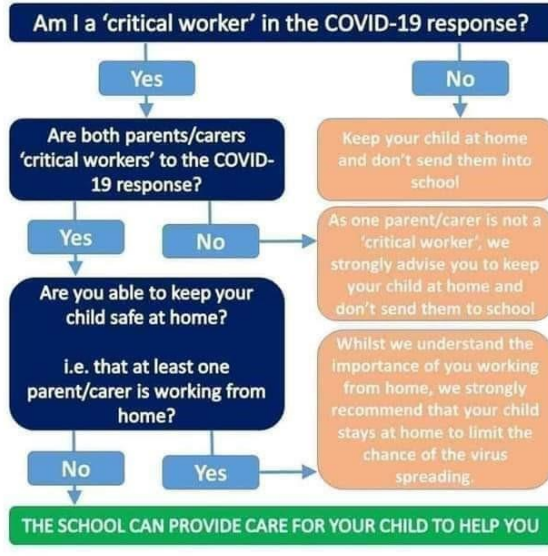 Am I a ‘critical worker’ in the COVID-19 response?
Yes
No
Are both parents/carers
‘critical workers’ to the COVID-
19 response?
Keep your child at home
and don’t send them into
school
Yes
No
As one parent/carer is not a
‘critical worker’, we
strongly advise you to keep
your child at home and
don’t send them to school
Are you able to keep your
child safe at home?
i.e. that at least one
parent/carer is working from
home?
Whilst we understand the
importance of you working
from home, we strongly
recommend that your child
stays at home to limit the
chance of the virus
spreading.
No
Yes
THE SCHOOL CAN PROVIDE CARE FOR YOUR CHILD TO HELP YOU